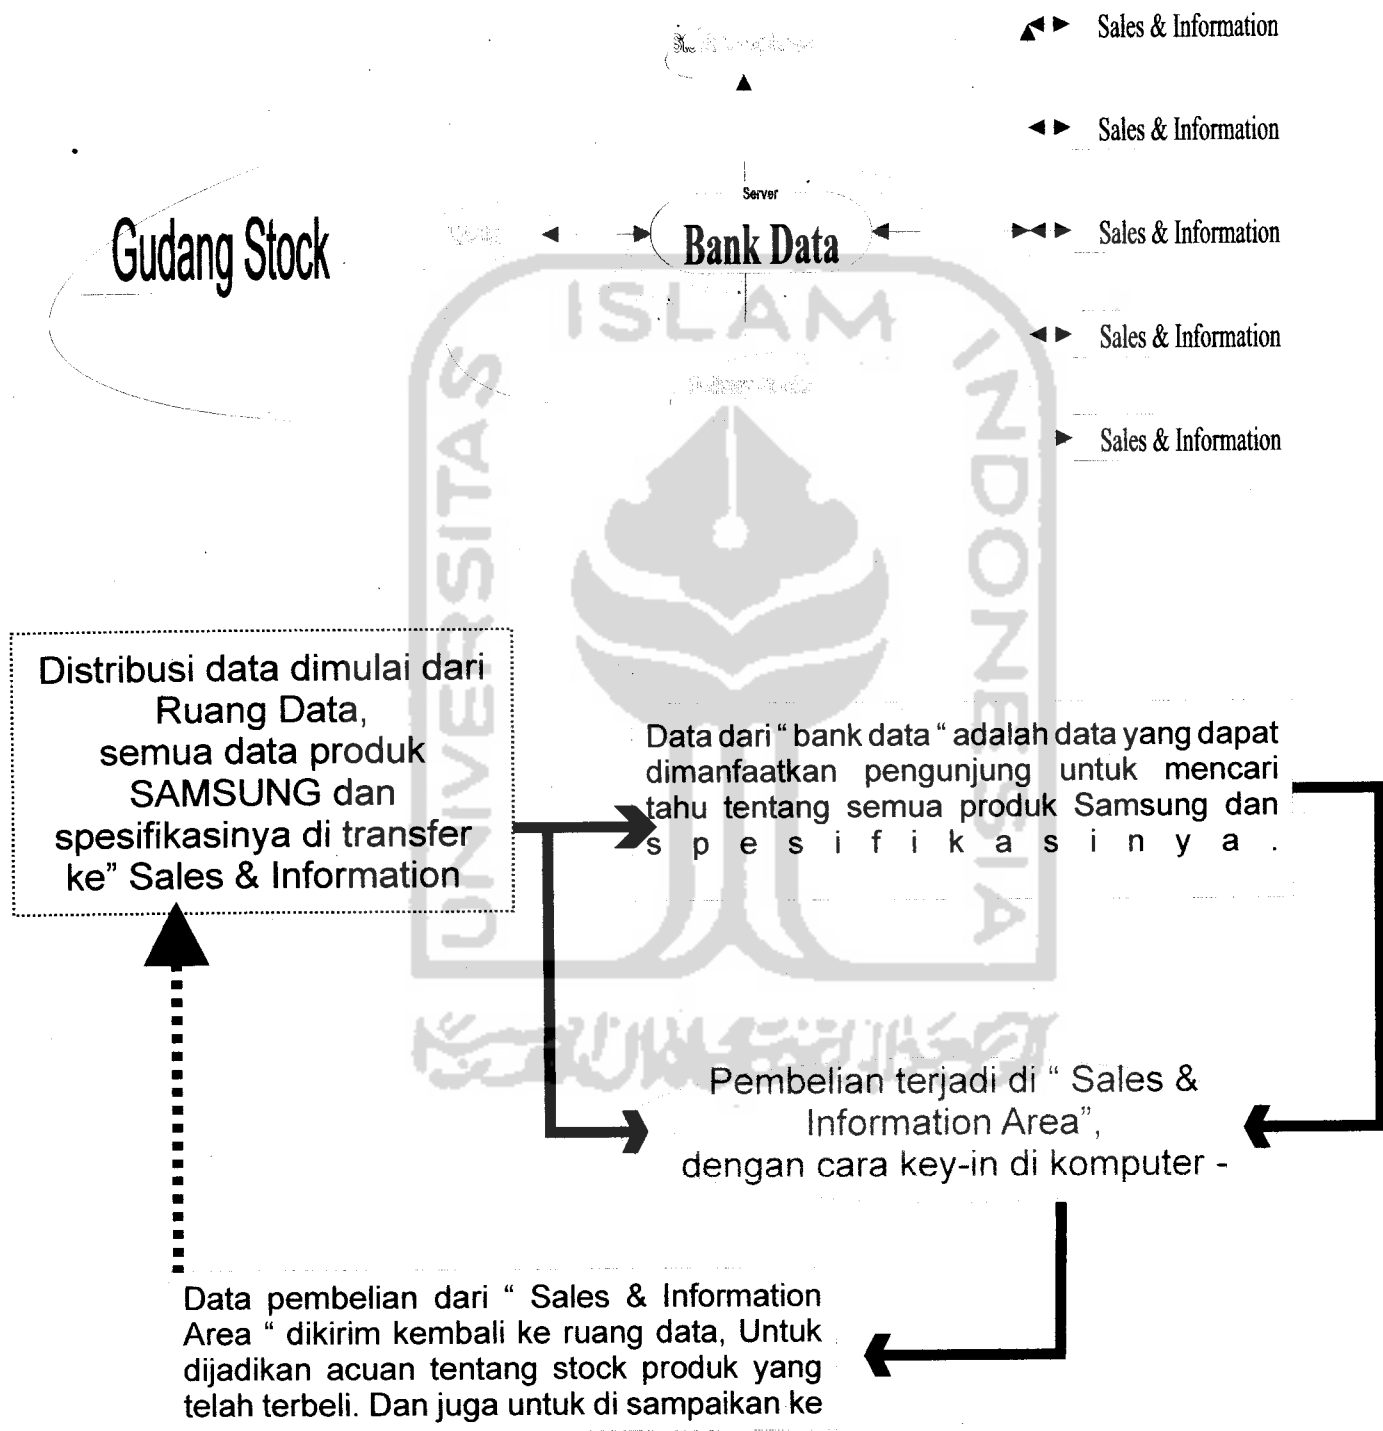 Sales & Information
Sales & Information
Server
Gudang Stock
Bank Data
Sales & Information
Sales & Information
Sales & Information
ISLAM
UNIVERSITAS
INDONESIA
Distribusi data dimulai dari
Ruang Data,
semua data produk
SAMSUNG dan
spesifikasinya di transfer
ke” Sales & Information
Data dari “ bank data “ adalah data yang dapat
dimanfaatkan pengunjung untuk mencari
tahu tentang semua produk Samsung dan
s p e s i f i k a s i n y a .
Pembelian terjadi di “ Sales &
Information Area”,
dengan cara key-in di komputer -
Data pembelian dari “ Sales & Information
Area “ dikirim kembali ke ruang data, Untuk
dijadikan acuan tentang stock produk yang
telah terbeli. Dan juga untuk di sampaikan ke